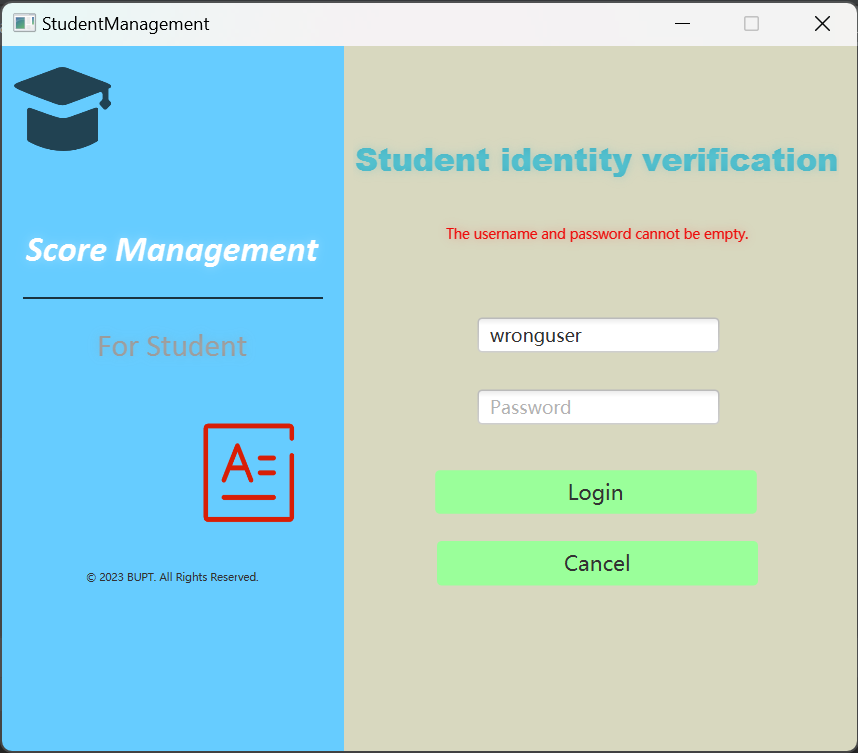 StudentManagement
Score Management
For Student
A
© 2023 BUPT. All Rights Reserved.
Student identity verification
The username and password cannot be empty.
wronguser
Password
Login
Cancel